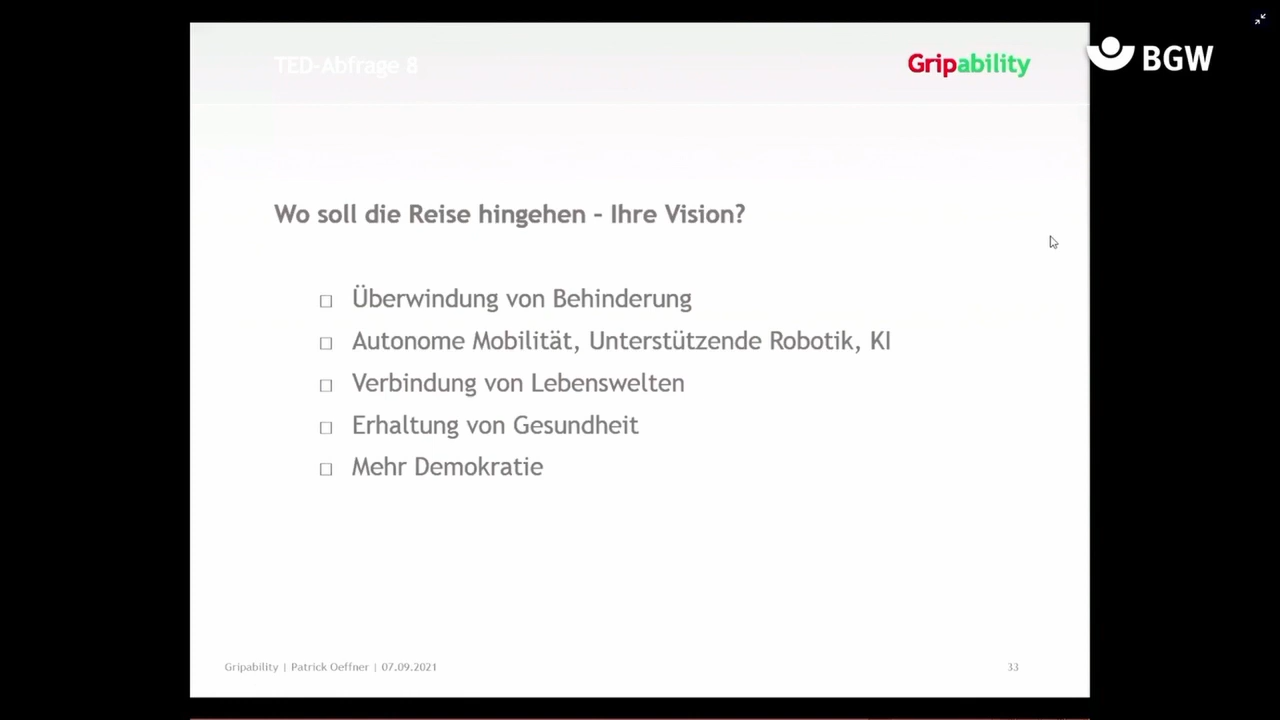 TED-Abfrage 8
Gripability
BGW
Wo soll die Reise hingehen – Ihre Vision?
□ Überwindung von Behinderung
□ Autonome Mobilität, Unterstützende Robotik, KI
□ Verbindung von Lebenswelten
□ Erhaltung von Gesundheit
□ Mehr Demokratie
Gripability | Patrick Oeffner | 07.09.2021
33